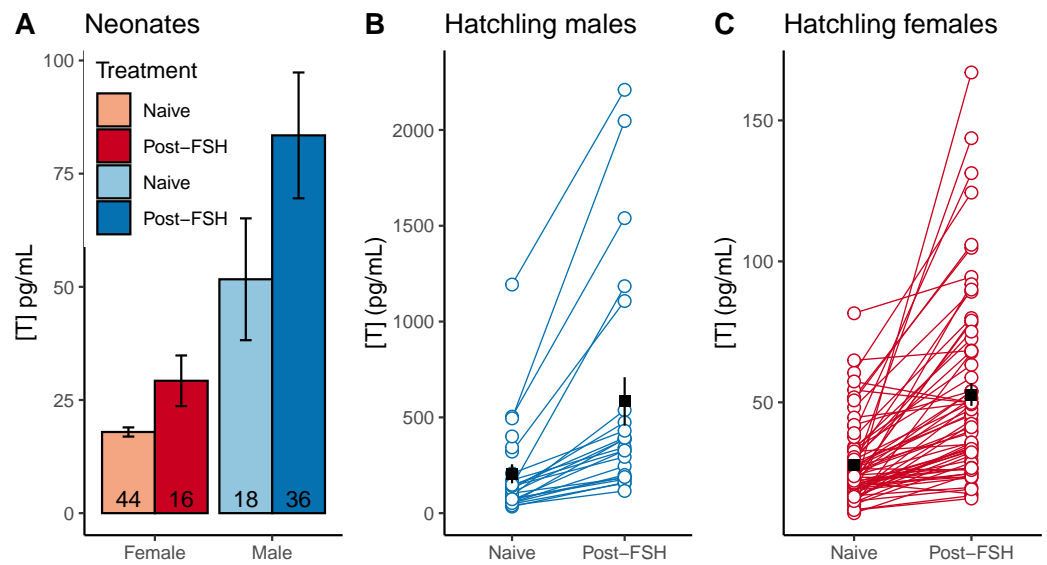 A Neonates
Treatment
Naive
Post−FSH
Naive
Post−FSH
[T] pg/mL
100
75
50
25
0
44 16 18 36
Female Male
B Hatchling males
[T] (pg/mL)
2000
1500
1000
500
0
Naive Post−FSH
C Hatchling females
[T] (pg/mL)
150
100
50
Naive Post−FSH